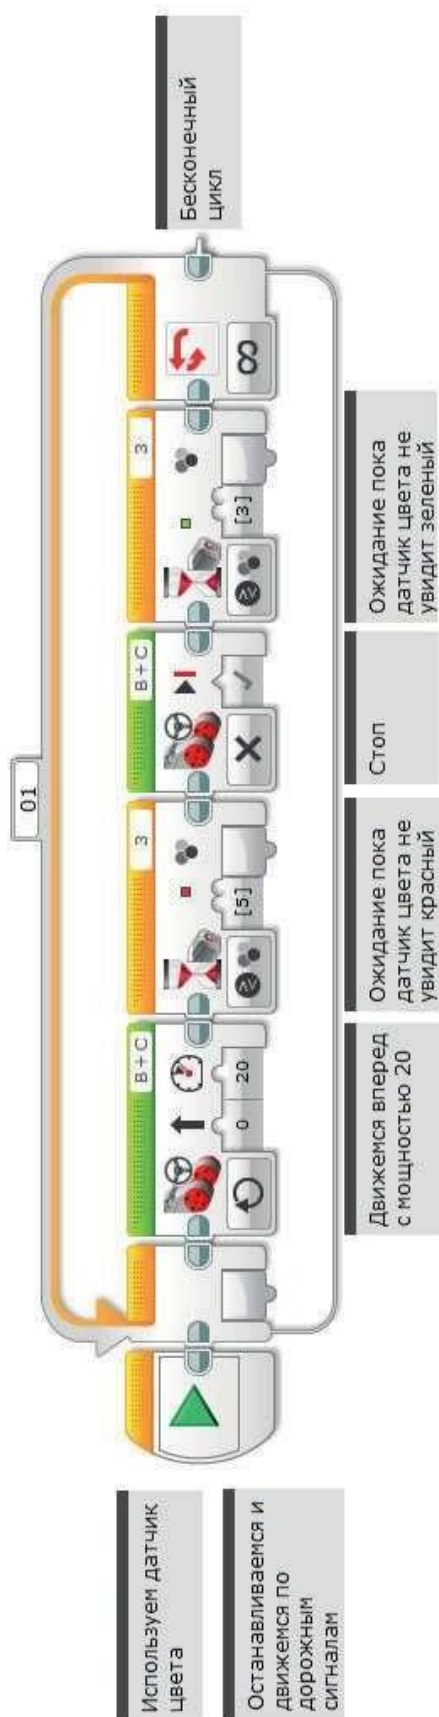 Используем датчик
цвета
Останавливаемся и
движемся по
дорожным
сигналам
01
B + C
0
20
3
[5]
B + C
3
[3]
∞
Движемся вперед
с мощностью 20
Ожидание пока
датчик цвета не
увидит красный
Стоп
Ожидание пока
датчик цвета не
увидит зеленый
Бесконечный
цикл